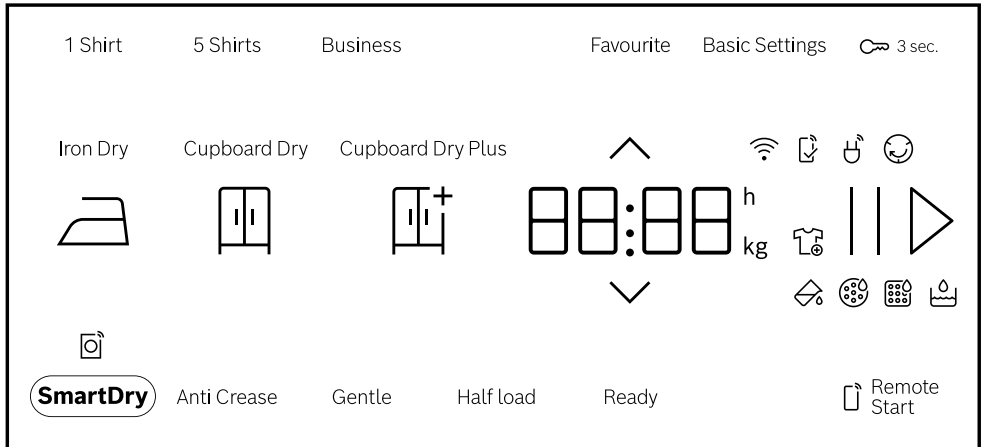 1 Shirt 5 Shirts Business Favourite Basic Settings 3 sec.
Iron Dry Cupboard Dry Cupboard Dry Plus
88:88 h
kg
SmartDry Anti Crease Gentle Half load Ready Remote
Start